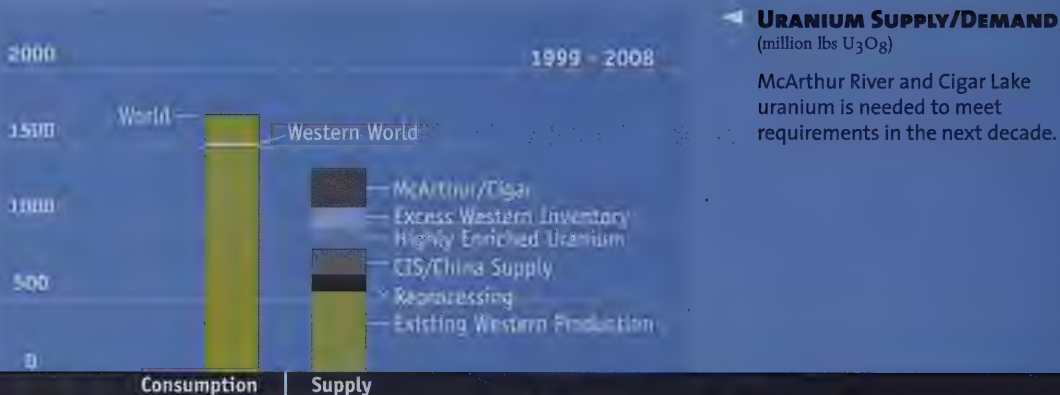 URANIUM SUPPLY/DEMAND
(million lbs U3O8)
McArthur River and Cigar Lake
uranium is needed to meet
requirements in the next decade.
1999 - 2008
2000
1500
1000
500
0
World
Western World
McArthur/Cigar
Excess Western Inventory
Highly Enriched Uranium
CIS/China Supply
Reprocessing
Existing Western Production
Consumption
Supply